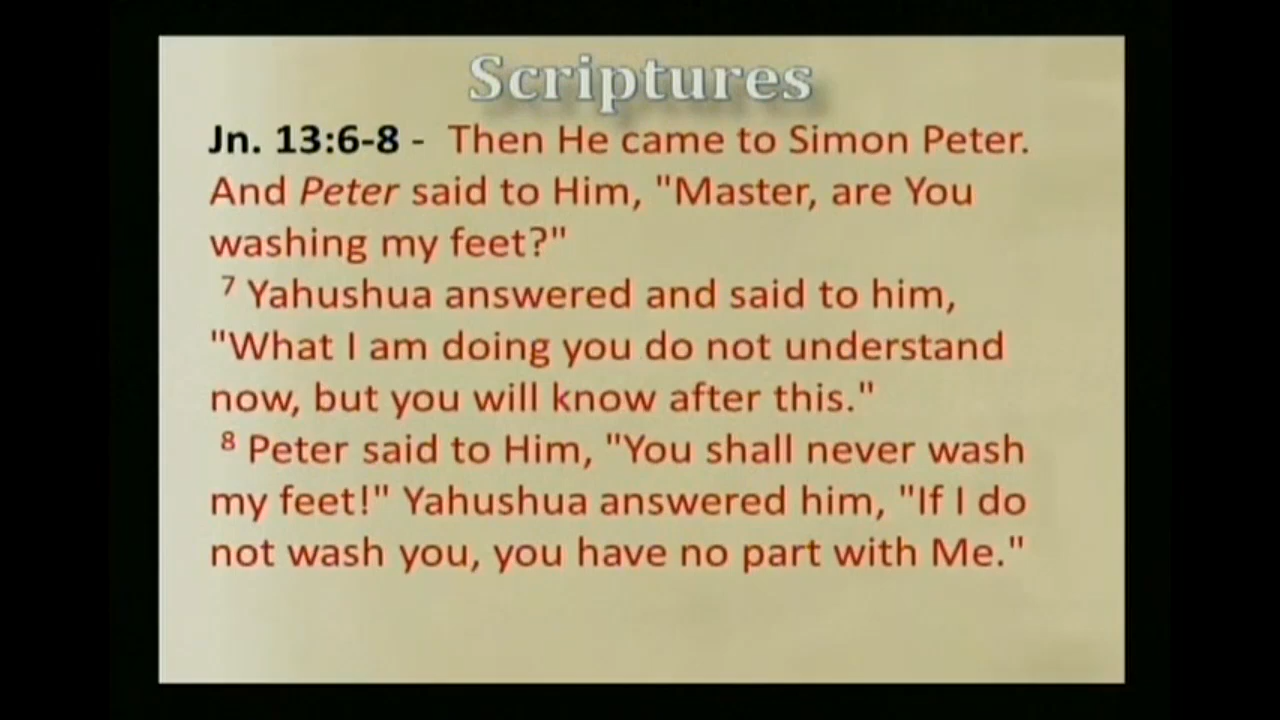 Scriptures
Jn. 13:6-8 - Then He came to Simon Peter.
And Peter said to Him, "Master, are You
washing my feet?"
⁷ Yahushua answered and said to him,
"What I am doing you do not understand
now, but you will know after this."
⁸ Peter said to Him, "You shall never wash
my feet!" Yahushua answered him, "If I do
not wash you, you have no part with Me."